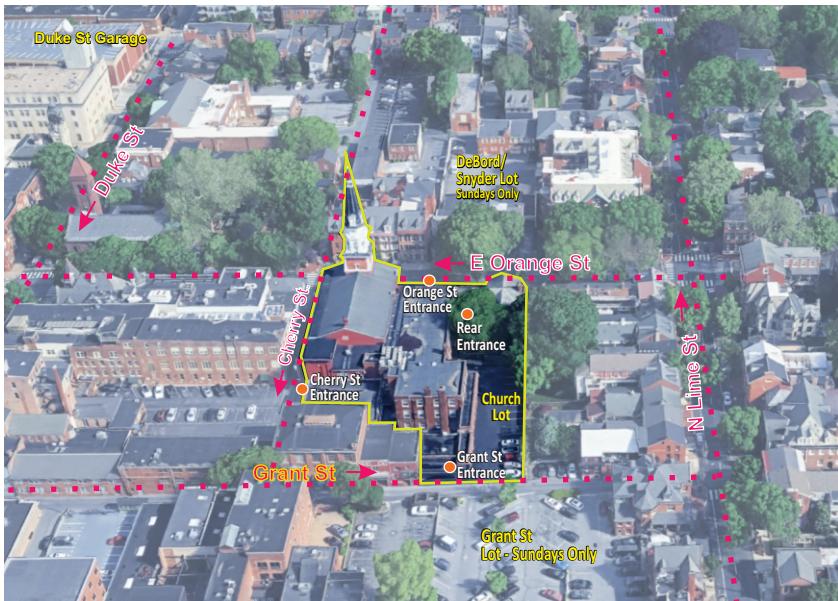 Duke St Garage
Duke St
DeBord/
Snyder Lot
Sundays Only
E Orange St
Orange St
Entrance
Rear
Entrance
Cherry St.
Cherry St
Entrance
Church
Lot
N Lime St
Grant St
Grant St
Entrance
Grant St
Lot - Sundays Only